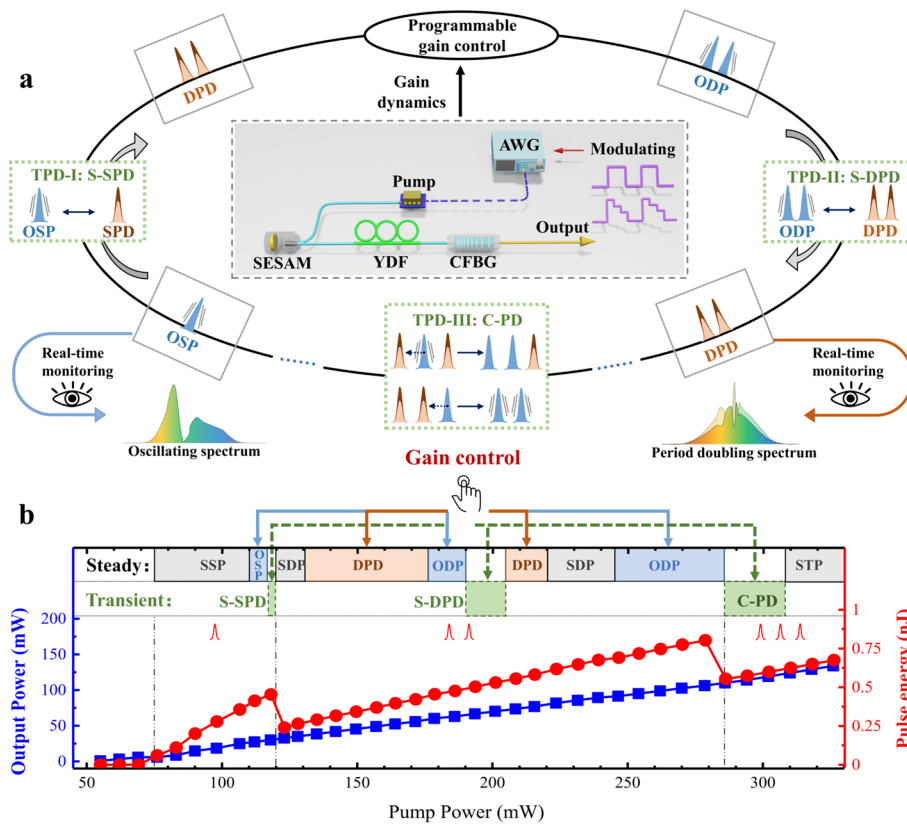 Programmable
gain control
a
DPD
Gain
dynamics
ODP
AWG
Modulating
TPD-I: S-SPD
OSP
SPD
Pump
Output
SESAM
YDF
CFBG
TPD-II: S-DPD
ODP
DPD
OSP
TPD-III: C-PD
DPD
Real-time
monitoring
Real-time
monitoring
Oscillating spectrum
Period doubling spectrum
Gain control
b
Steady:
SSP
OSP
SDP
DPD
ODP
DPD
SDP
ODP
STP
Transient:
S-SPD
S-DPD
C-PD
Output Power (mW)
200
150
100
50
0
Pulse energy (nJ)
1
0.75
0.5
0.25
0
50
100
150
200
250
300
Pump Power (mW)